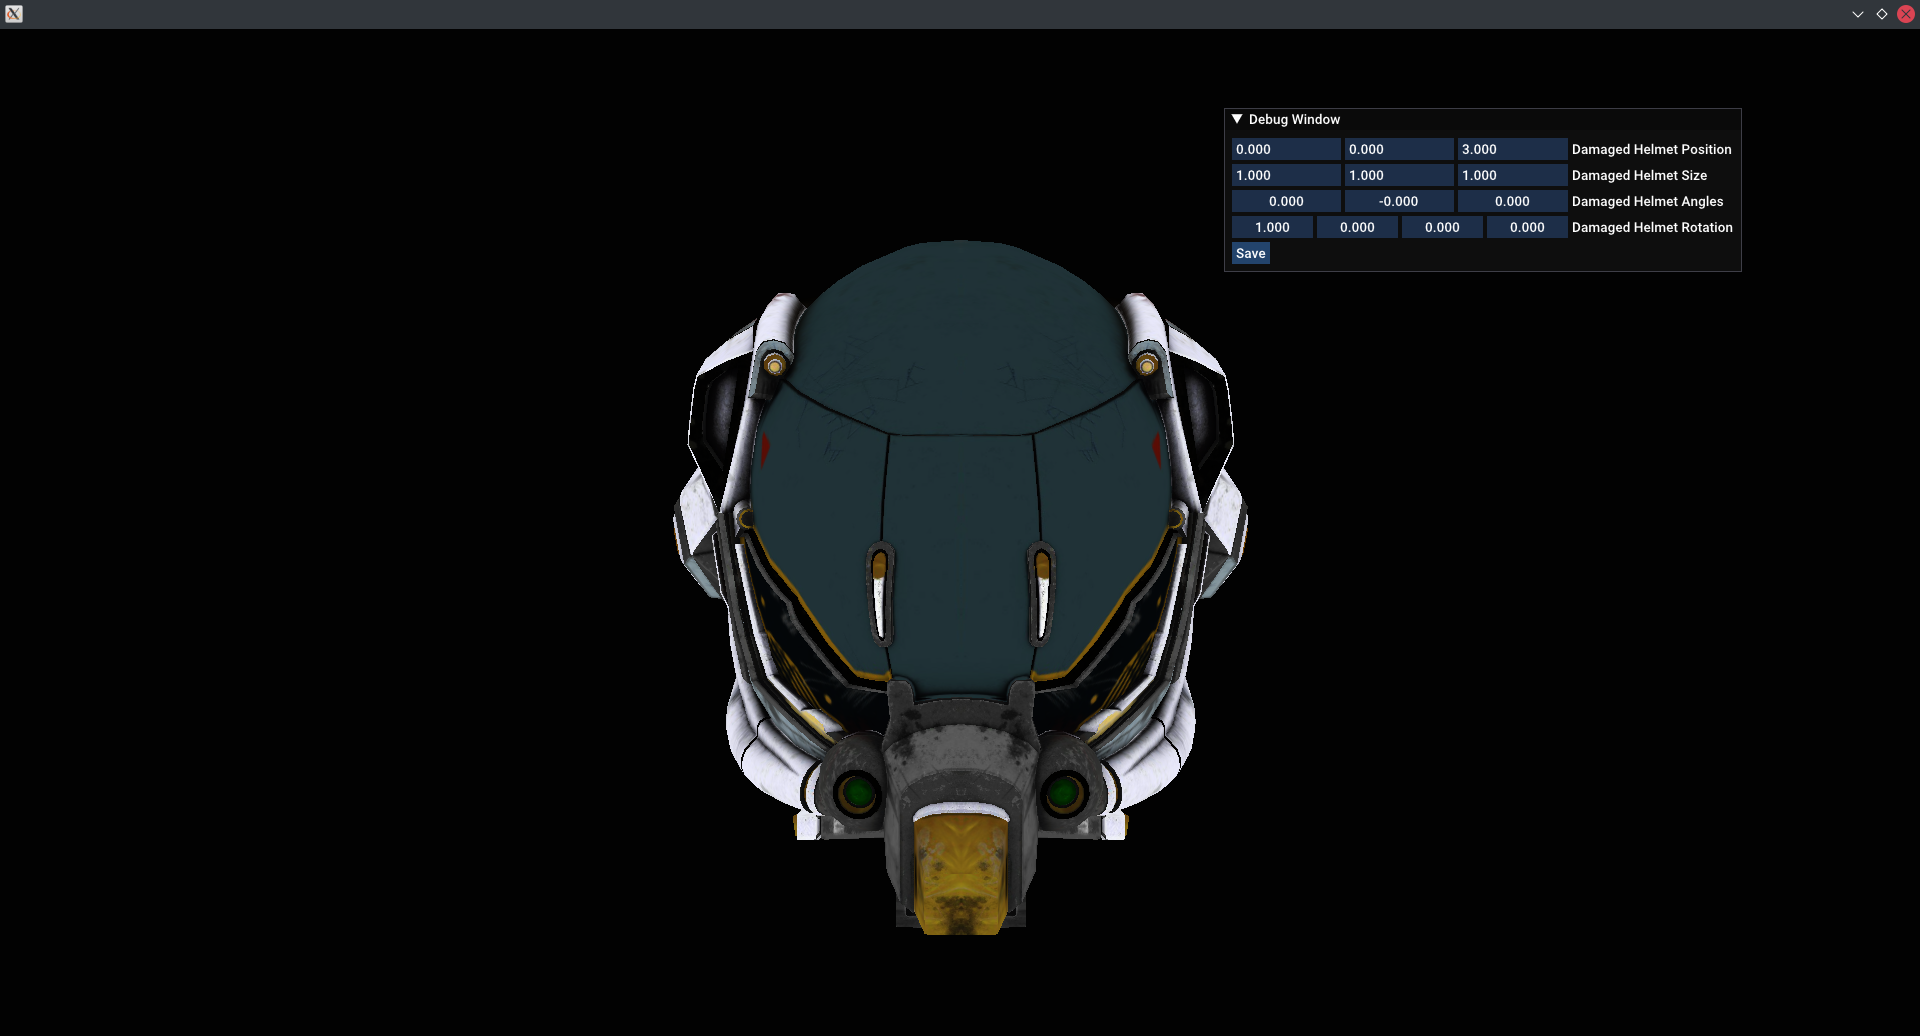 Debug Window
0.000 0.000 3.000 Damaged Helmet Position
1.000 1.000 1.000 Damaged Helmet Size
0.000 -0.000 0.000 Damaged Helmet Angles
1.000 0.000 0.000 0.000 Damaged Helmet Rotation
Save